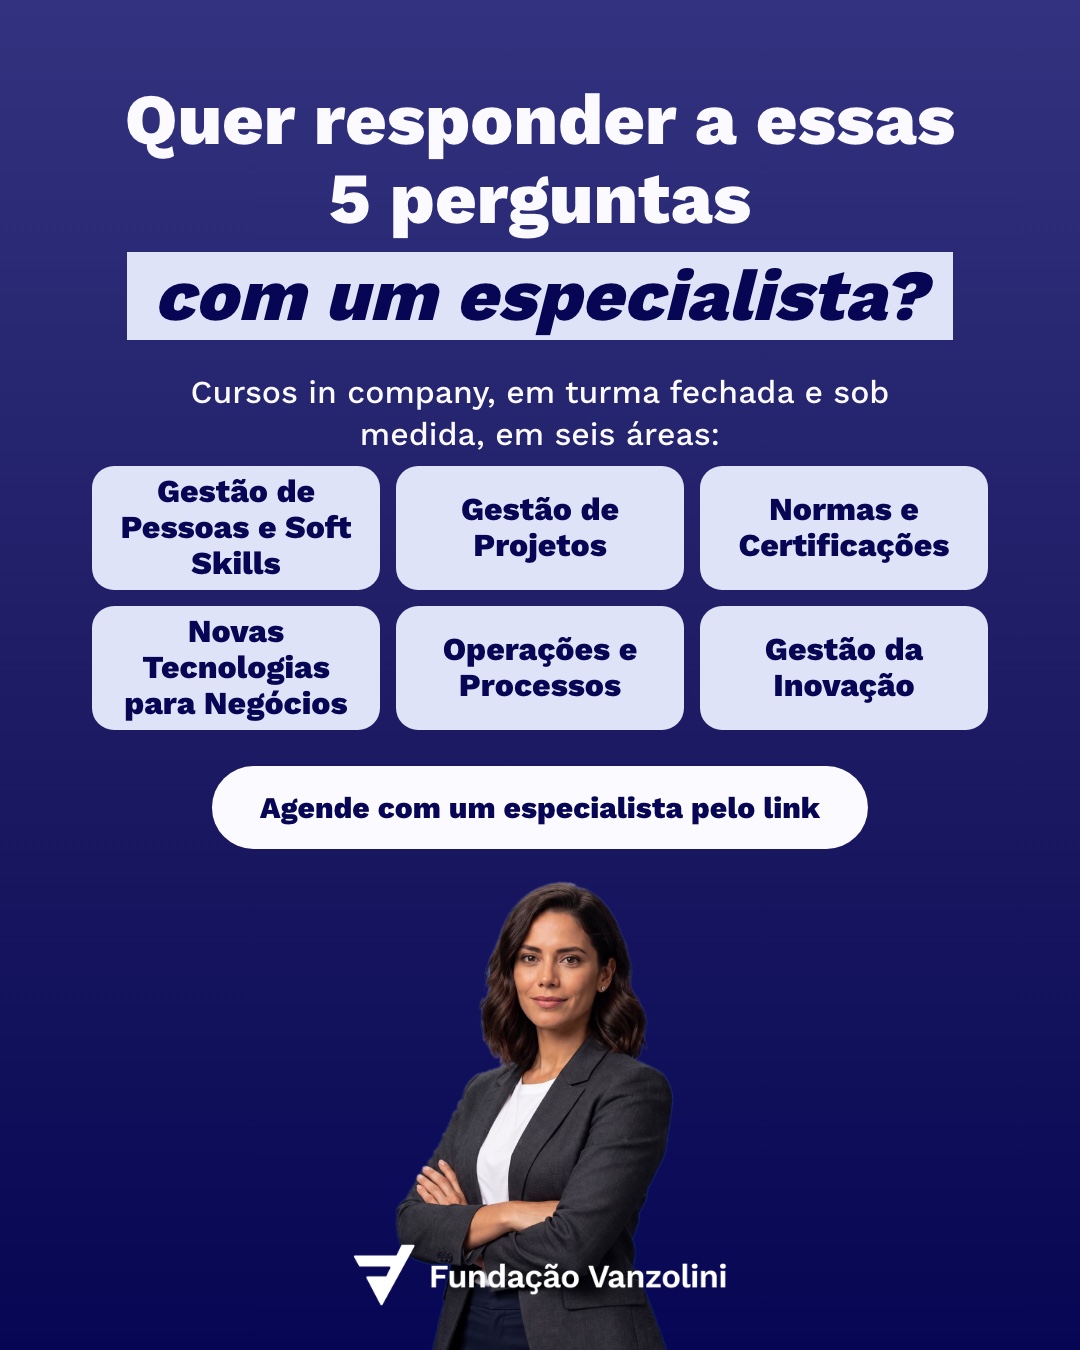 Quer responder a essas
5 perguntas
com um especialista?
Cursos in company, em turma fechada e sob
medida, em seis áreas:
Gestão de
Pessoas e Soft
Skills
Gestão de
Projetos
Normas e
Certificações
Novas
Tecnologias
para Negócios
Operações e
Processos
Gestão da
Inovação
Agende com um especialista pelo link
Fundação Vanzolini